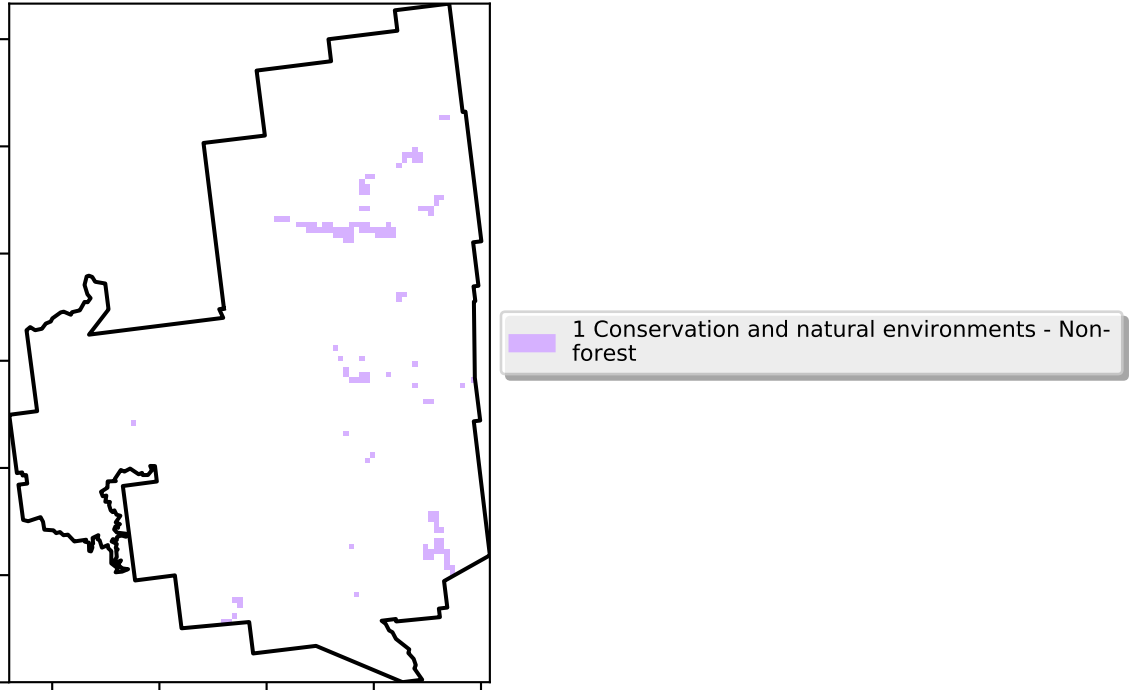 1 Conservation and natural environments - Non-
forest